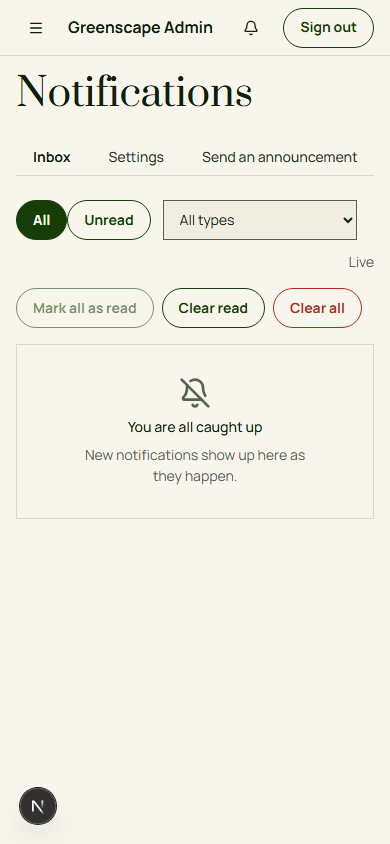 Greenscape Admin
Sign out
Notifications
Inbox
Settings
Send an announcement
All
Unread
All types
Live
Mark all as read
Clear read
Clear all
You are all caught up
New notifications show up here as
they happen.
N